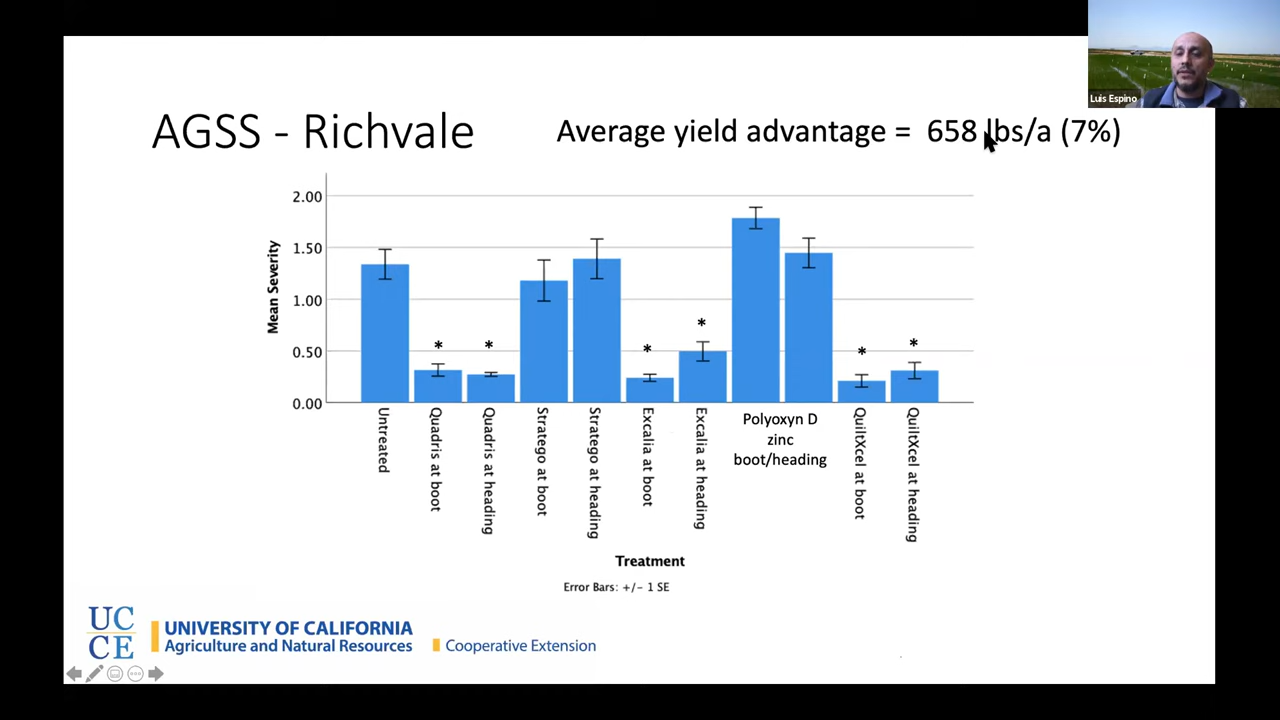 Luis Espino
AGSS - Richvale
Average yield advantage = 658 lbs/a (7%)
Mean Severity
2.00
1.50
1.00
0.50
0.00
*
*
*
*
*
*
Untreated
Quadris at boot
Quadris at heading
Stratego at boot
Stratego at heading
Excalia at boot
Excalia at heading
Polyoxyn D
zinc
boot/heading
QuiltXcel at boot
QuiltXcel at heading
Treatment
Error Bars: +/- 1 SE
UC
CE
UNIVERSITY OF CALIFORNIA
Agriculture and Natural Resources
Cooperative Extension